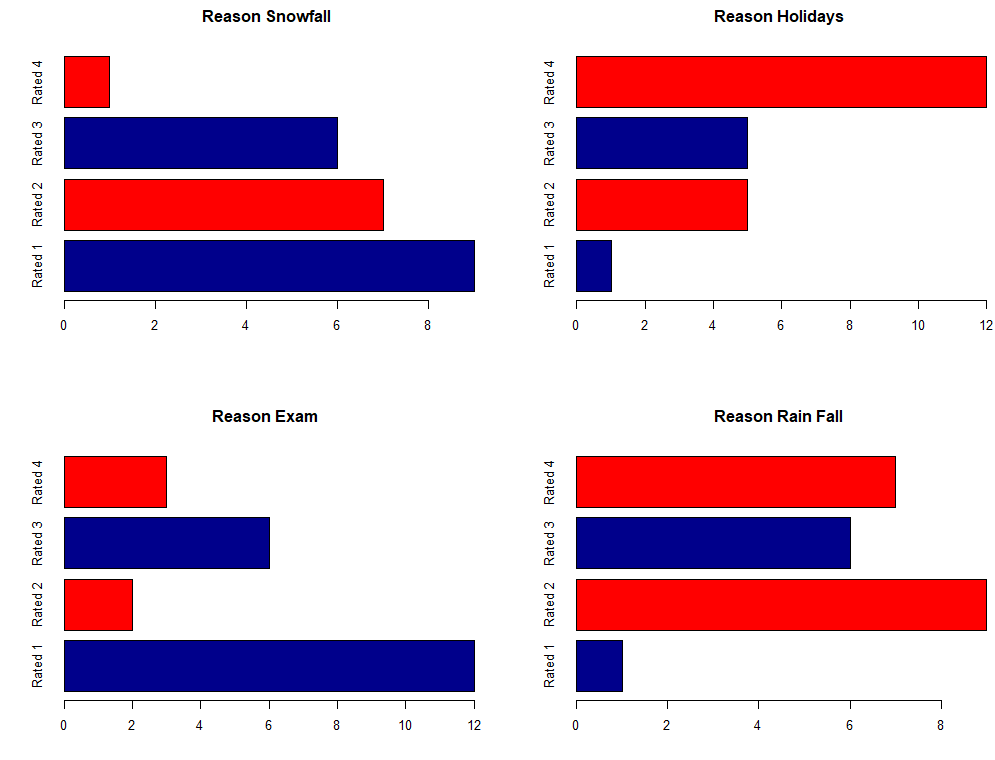 Reason Snowfall
Rated 4
Rated 3
Rated 2
Rated 1
0 2 4 6 8
Reason Holidays
Rated 4
Rated 3
Rated 2
Rated 1
0 2 4 6 8 10 12
Reason Exam
Rated 4
Rated 3
Rated 2
Rated 1
0 2 4 6 8 10 12
Reason Rain Fall
Rated 4
Rated 3
Rated 2
Rated 1
0 2 4 6 8